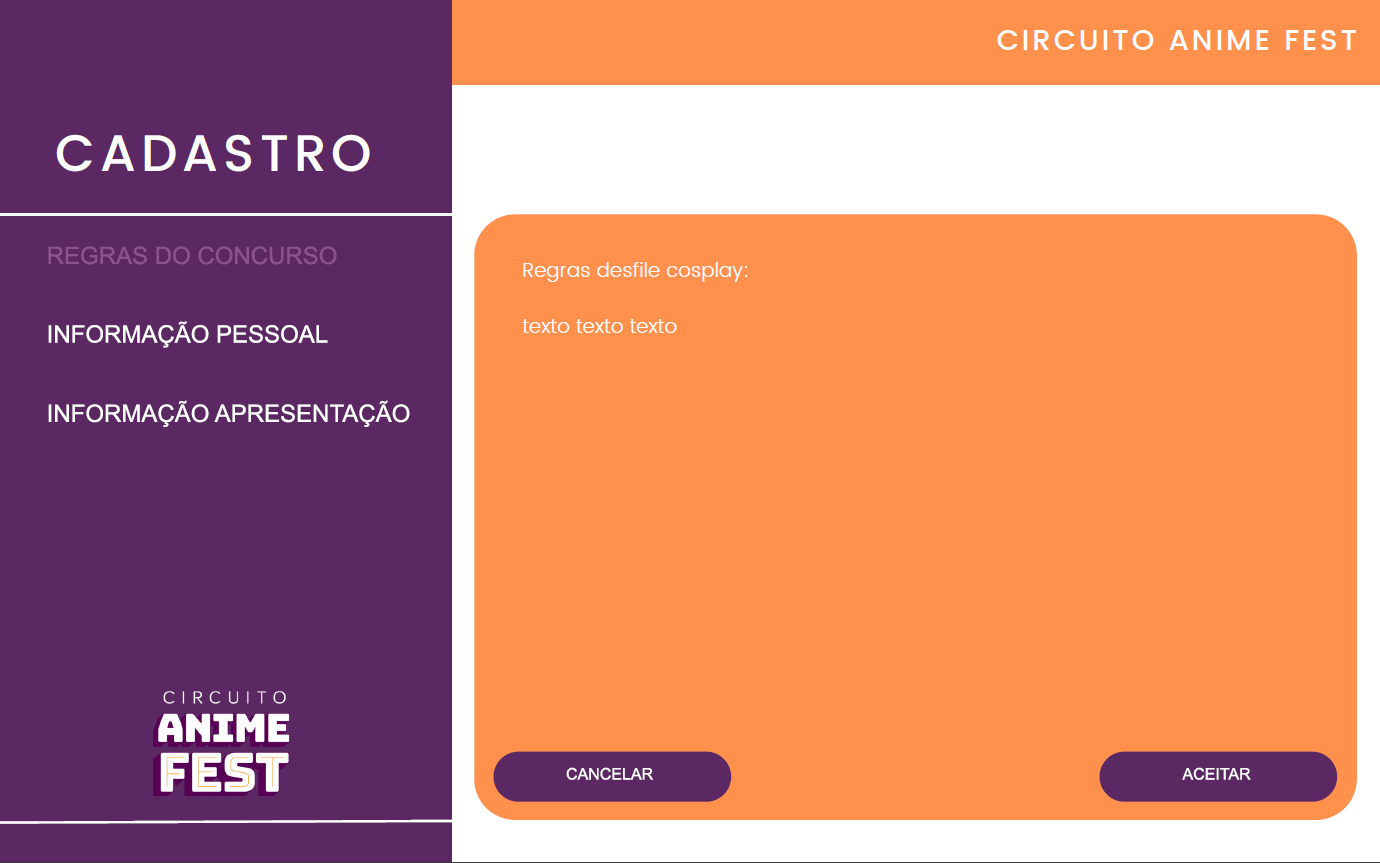 CIRCUITO ANIME FEST
CADASTRO
REGRAS DO CONCURSO
INFORMAÇÃO PESSOAL
INFORMAÇÃO APRESENTAÇÃO
CIRCUITO
ANIME
FEST
Regras desfile cosplay:
texto texto texto
CANCELAR
ACEITAR